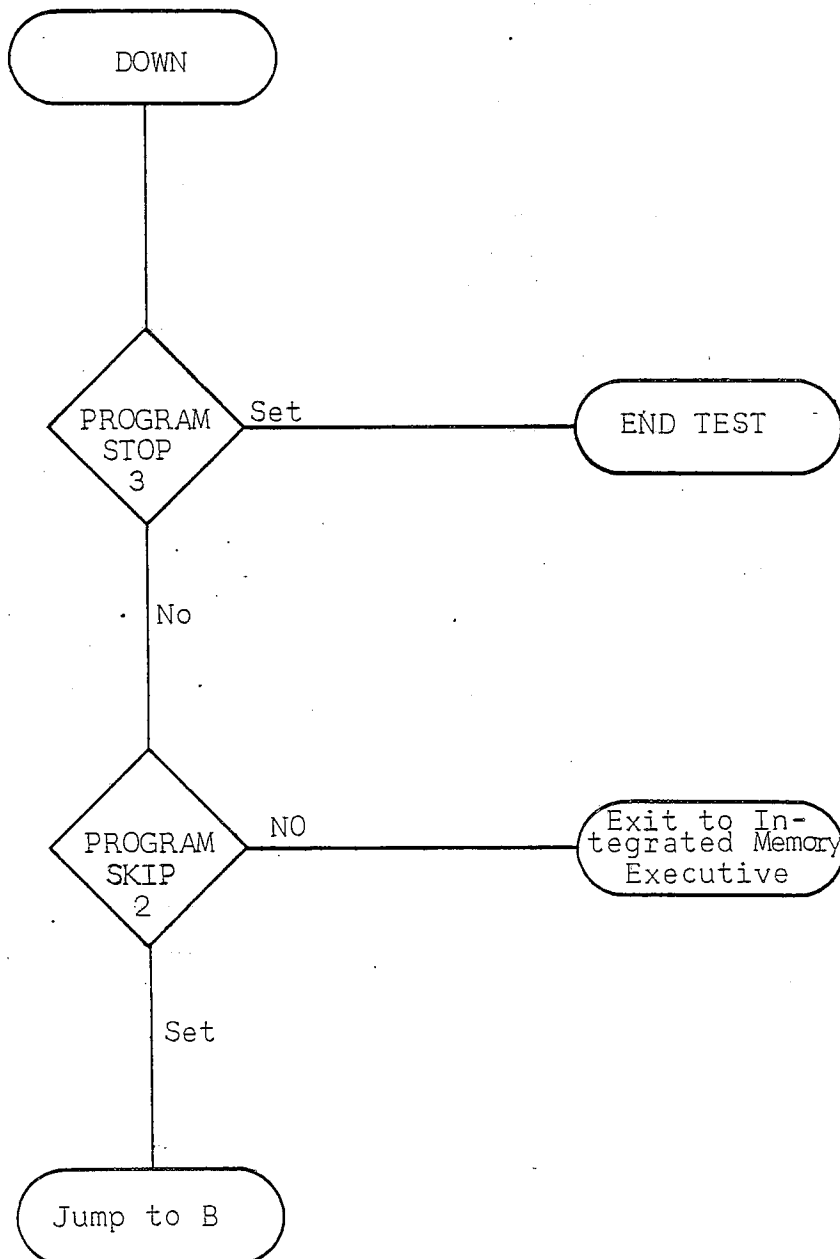 DOWN
PROGRAM
STOP
3
Set
END TEST
No
PROGRAM
SKIP
2
NO
Exit to In-
tegrated Memory
Executive
Set
Jump to B